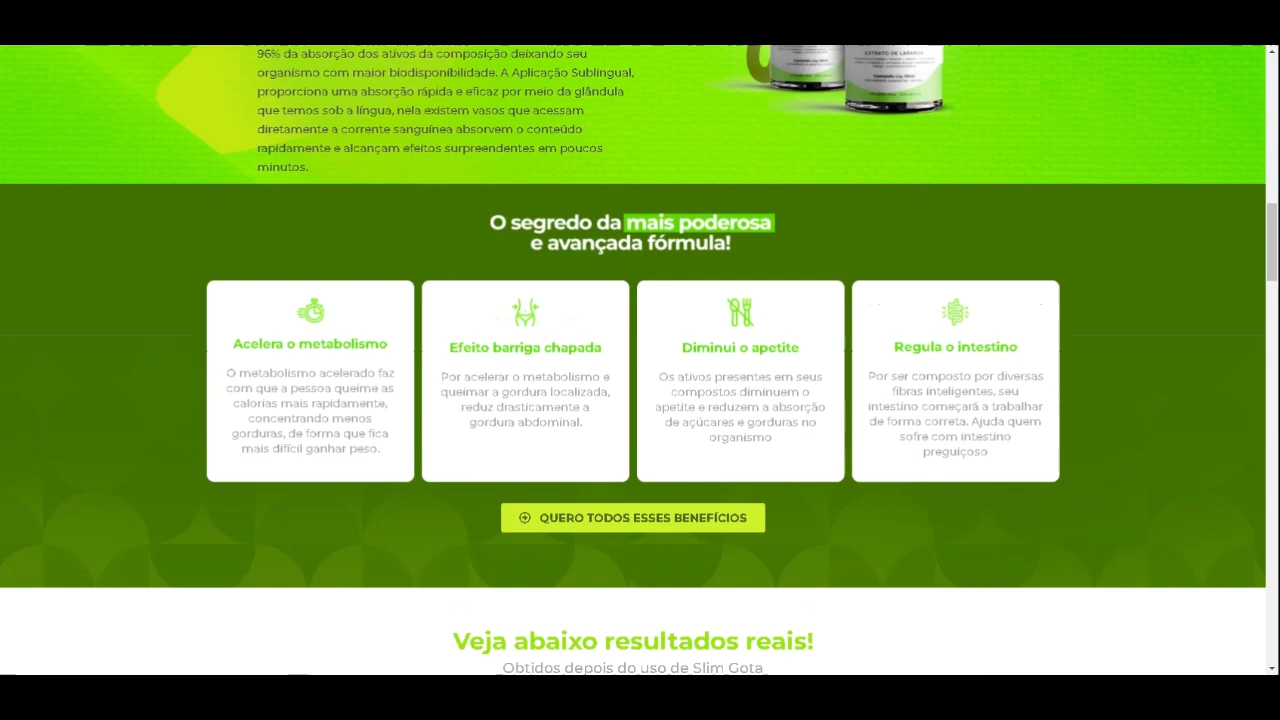 96% da absorção dos ativos da composição deixando seu
organismo com maior biodisponibilidade. A Aplicação Sublingual,
proporciona uma absorção rápida e eficaz por meio da glândula
que temos sob a língua, nela existem vasos que acessam
diretamente a corrente sanguínea absorvem o conteúdo
rapidamente e alcançam efeitos surpreendentes em poucos
minutos.
EXTRATO DE LARANJA
O segredo da mais poderosa
e avançada fórmula!
Acelera o metabolismo
O metabolismo acelerado faz
com que a pessoa queime as
calorias mais rapidamente,
concentrando menos
gorduras, de forma que fica
mais difícil ganhar peso.
Efeito barriga chapada
Por acelerar o metabolismo e
queimar a gordura localizada,
reduz drasticamente a
gordura abdominal.
Diminui o apetite
Os ativos presentes em seus
compostos diminuem o
apetite e reduzem a absorção
de açúcares e gorduras no
organismo
Regula o intestino
Por ser composto por diversas
fibras inteligentes, seu
intestino começará a trabalhar
de forma correta. Ajuda quem
sofre com intestino
preguiçoso
QUERO TODOS ESSES BENEFÍCIOS
Veja abaixo resultados reais!
Obtidos depois do uso de Slim Gota